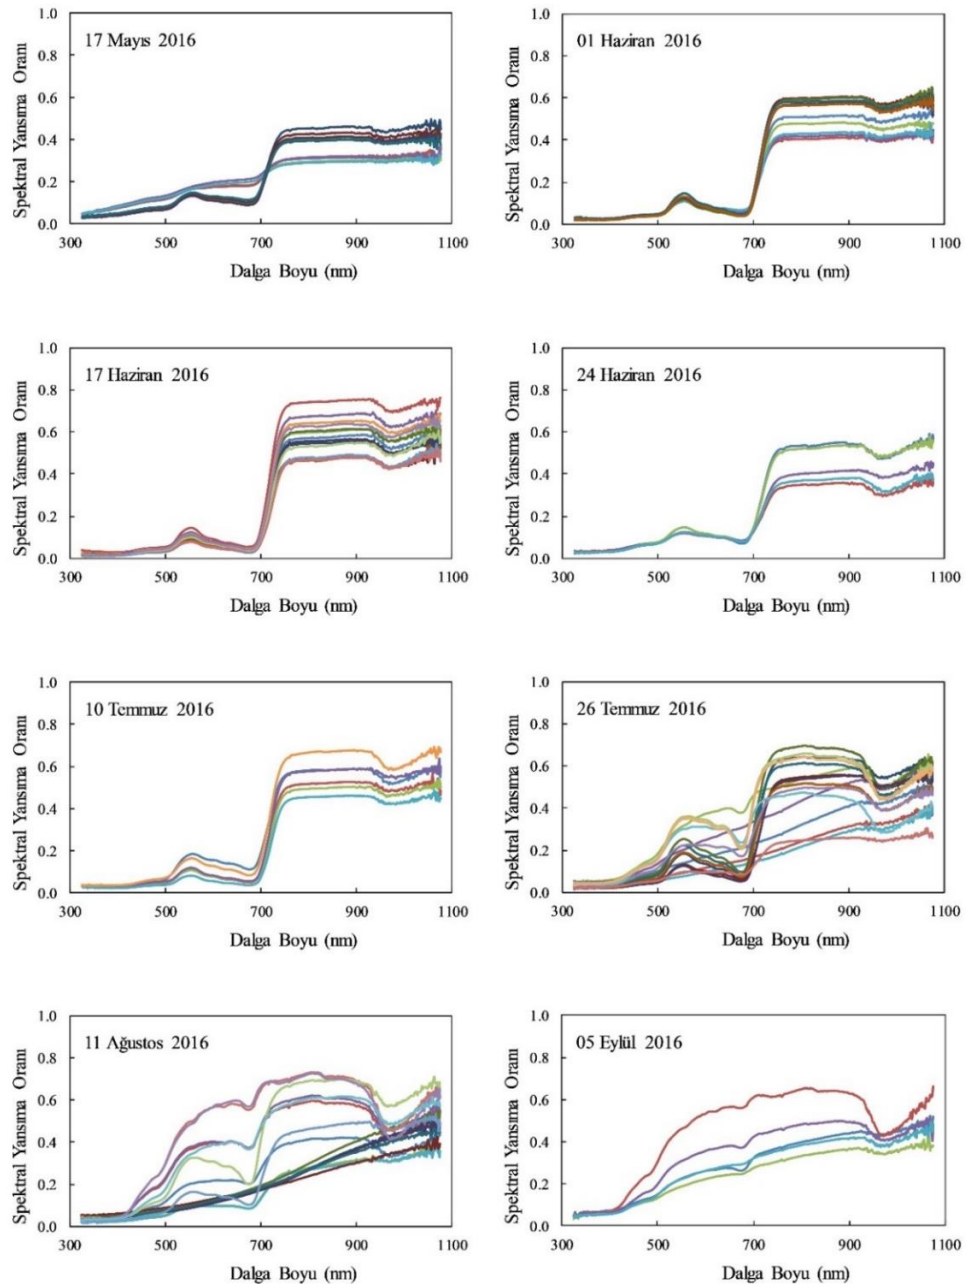 17 Mayıs 2016
Spektral Yansıma Oranı
1.0
0.8
0.6
0.4
0.2
0.0
300 500 700 900 1100
Dalga Boyu (nm)
01 Haziran 2016
Spektral Yansıma Oranı
1.0
0.8
0.6
0.4
0.2
0.0
300 500 700 900 1100
Dalga Boyu (nm)
17 Haziran 2016
Spektral Yansıma Oranı
1.0
0.8
0.6
0.4
0.2
0.0
300 500 700 900 1100
Dalga Boyu (nm)
24 Haziran 2016
Spektral Yansıma Oranı
1.0
0.8
0.6
0.4
0.2
0.0
300 500 700 900 1100
Dalga Boyu (nm)
10 Temmuz 2016
Spektral Yansıma Oranı
1.0
0.8
0.6
0.4
0.2
0.0
300 500 700 900 1100
Dalga Boyu (nm)
26 Temmuz 2016
Spektral Yansıma Oranı
1.0
0.8
0.6
0.4
0.2
0.0
300 500 700 900 1100
Dalga Boyu (nm)
11 Ağustos 2016
Spektral Yansıma Oranı
1.0
0.8
0.6
0.4
0.2
0.0
300 500 700 900 1100
Dalga Boyu (nm)
05 Eylül 2016
Spektral Yansıma Oranı
1.0
0.8
0.6
0.4
0.2
0.0
300 500 700 900 1100
Dalga Boyu (nm)